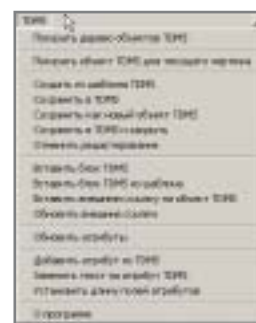 TDMS
Показать дерево объектов TDMS
Показать объект TDMS для текущего чертежа
Создать из шаблона TDMS
Сохранить в TDMS
Сохранить как новый объект TDMS
Сохранить в TDMS и закрыть
Отменить редактирование
Вставить блок TDMS
Вставить блок TDMS из шаблона
Вставить внешнюю ссылку на объект TDMS
Обновить внешние ссылки
Обновить атрибуты
Добавить атрибут из TDMS
Заменить текст на атрибут TDMS
Установить длину полей атрибутов
О программе